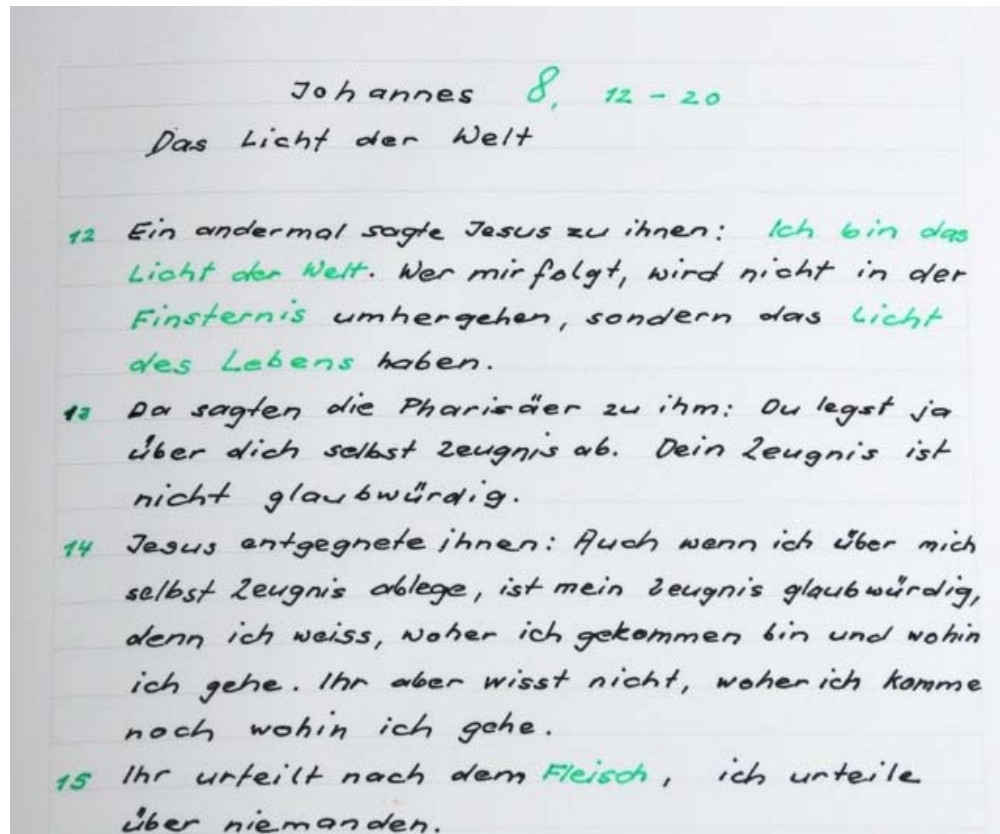 Johannes 8, 12 - 20
Das Licht der Welt
12 Ein andermal sagte Jesus zu ihnen: Ich bin das
Licht der Welt. Wer mir folgt, wird nicht in der
Finsternis umhergehen, sondern das Licht
des Lebens haben.
13 Da sagten die Pharisäer zu ihm: Du legst ja
über dich selbst Zeugnis ab. Dein Zeugnis ist
nicht glaubwürdig.
14 Jesus entgegnete ihnen: Auch wenn ich über mich
selbst Zeugnis ablege, ist mein Zeugnis glaubwürdig,
denn ich weiss, woher ich gekommen bin und wohin
ich gehe. Ihr aber wisst nicht, woher ich komme
noch wohin ich gehe.
15 Ihr urteilt nach dem Fleisch, ich urteile
über niemanden.